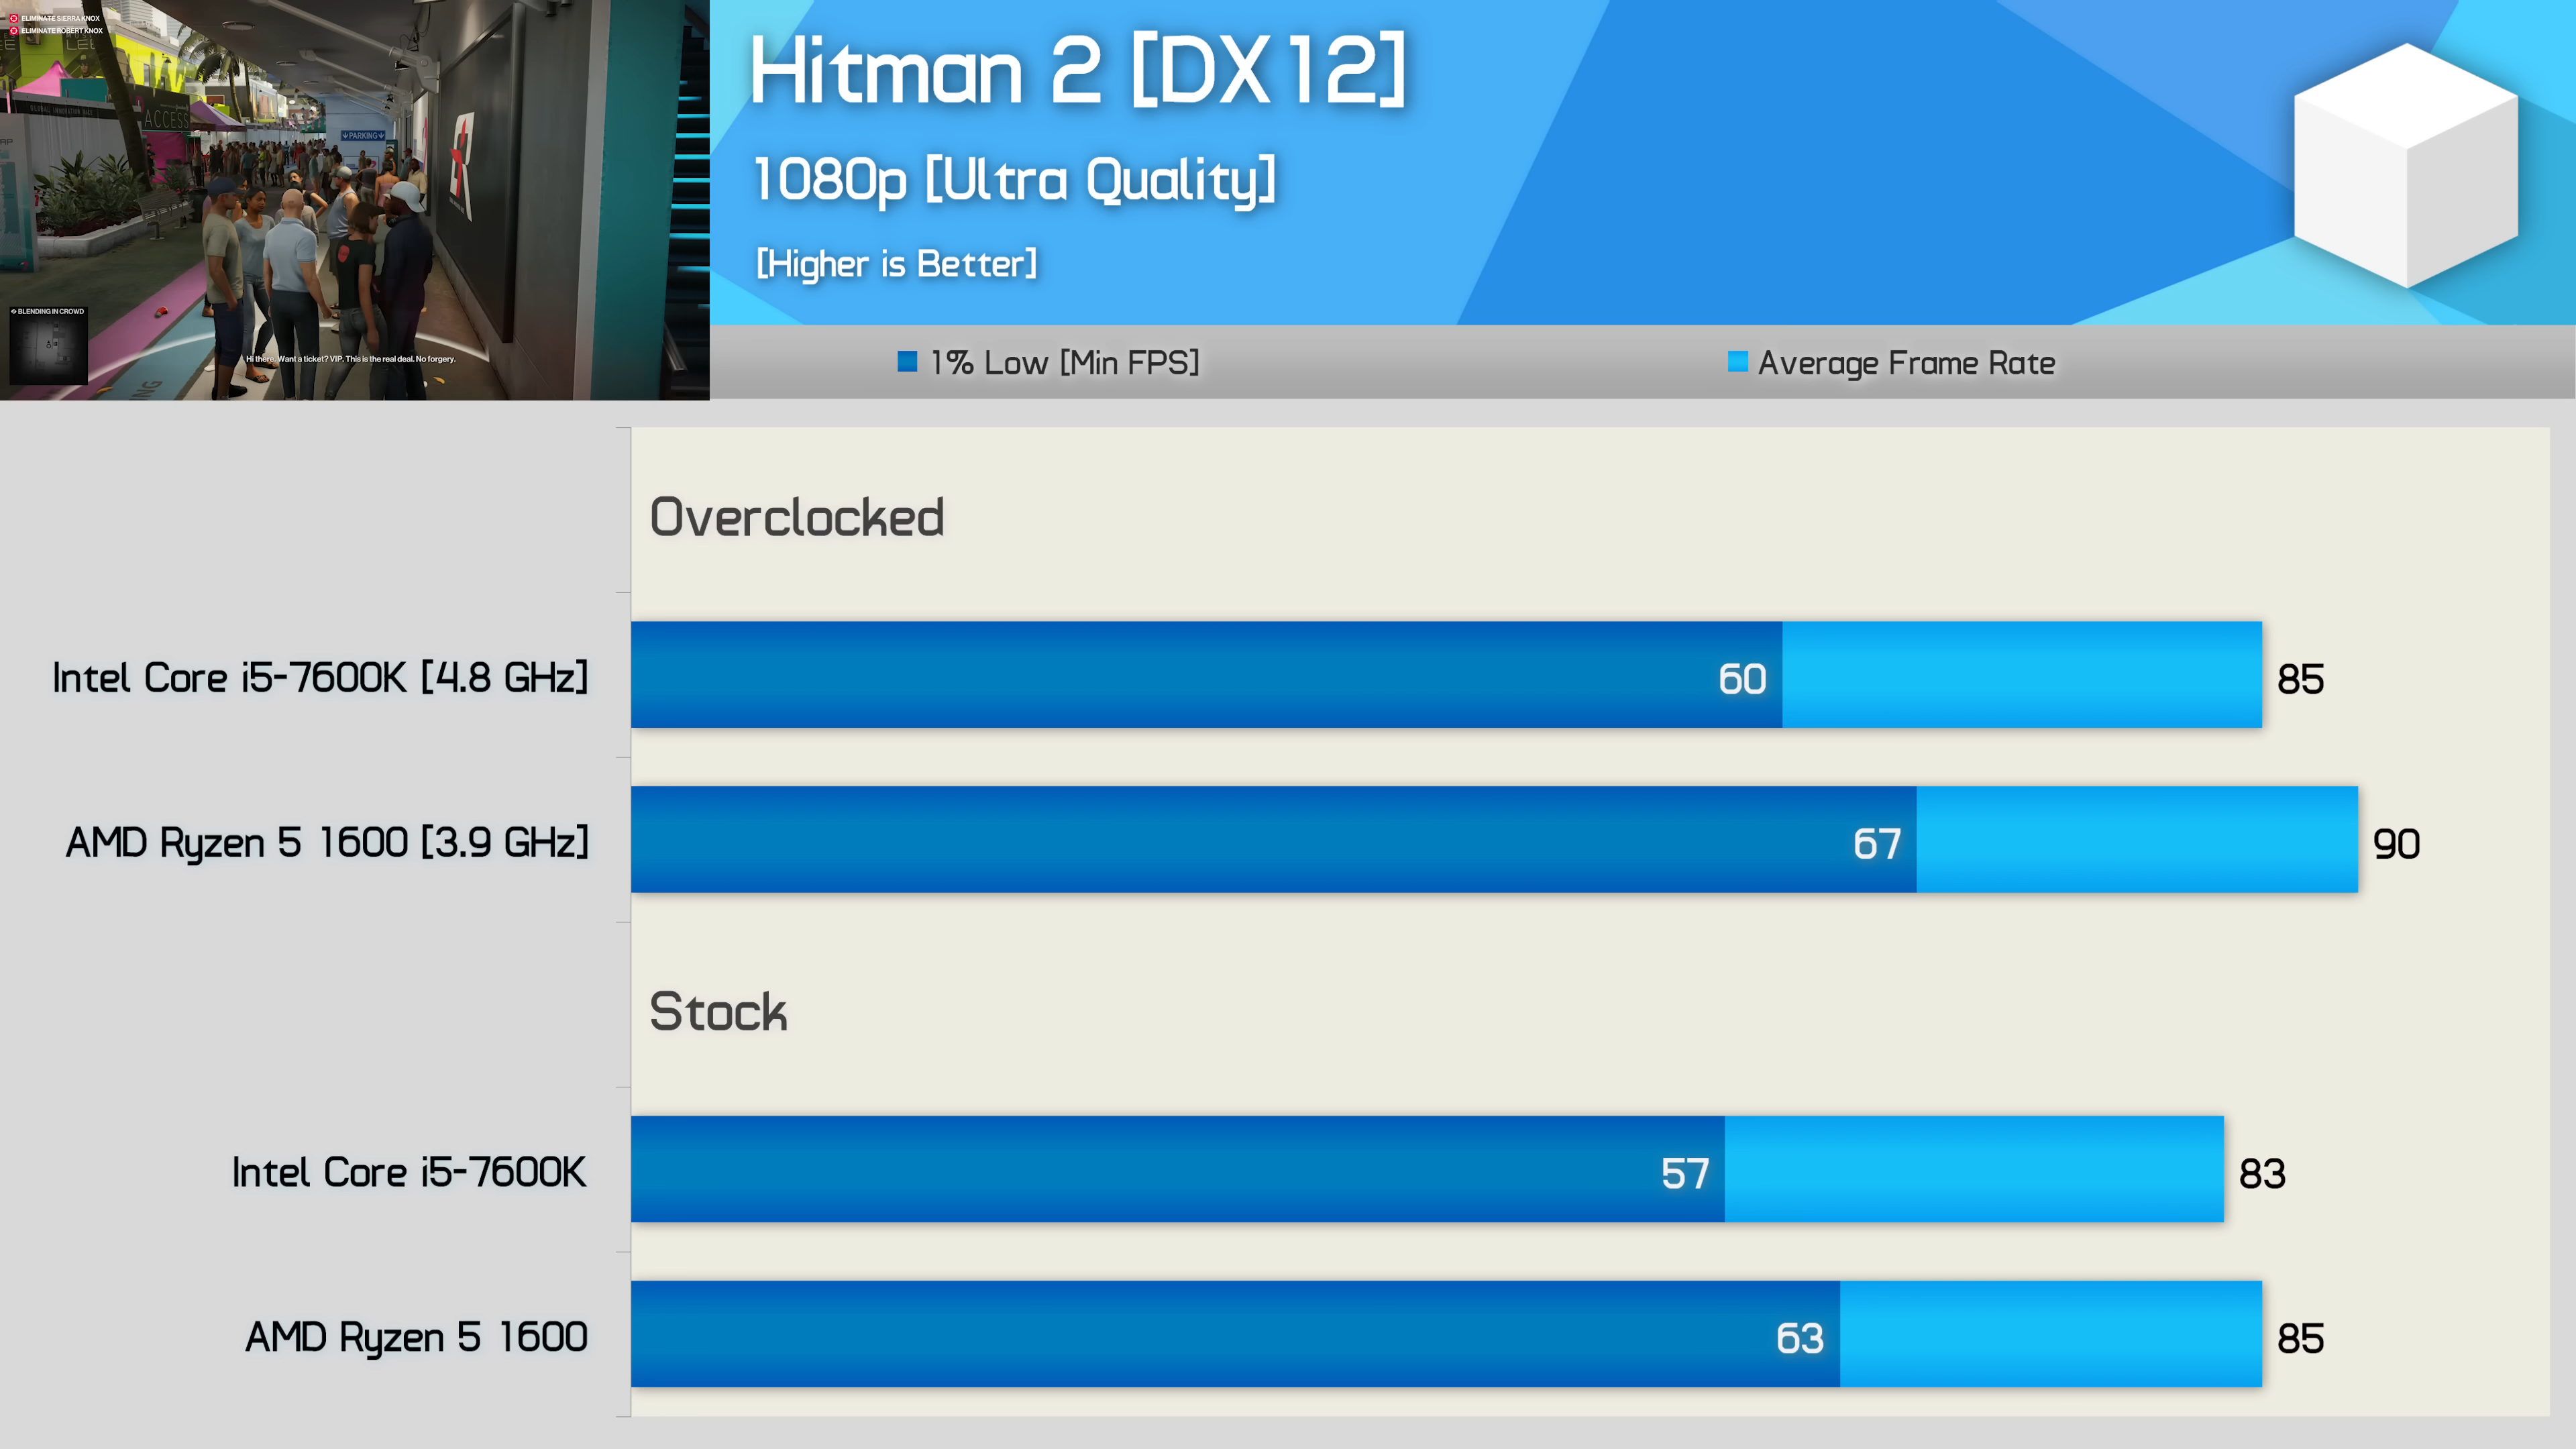 ELIMINATE SIERRA KNOX
ELIMINATE ROBERT KNOX
ACCESS
PARKING
BLENDING IN CROWD
Hi there. Want a ticket? VIP. This is the real deal. No forgery.
Hitman 2 [DX12]
1080p [Ultra Quality]
[Higher is Better]
1% Low [Min FPS]
Average Frame Rate
Overclocked
Intel Core i5-7600K [4.8 GHz] 60 85
AMD Ryzen 5 1600 [3.9 GHz] 67 90
Stock
Intel Core i5-7600K 57 83
AMD Ryzen 5 1600 63 85